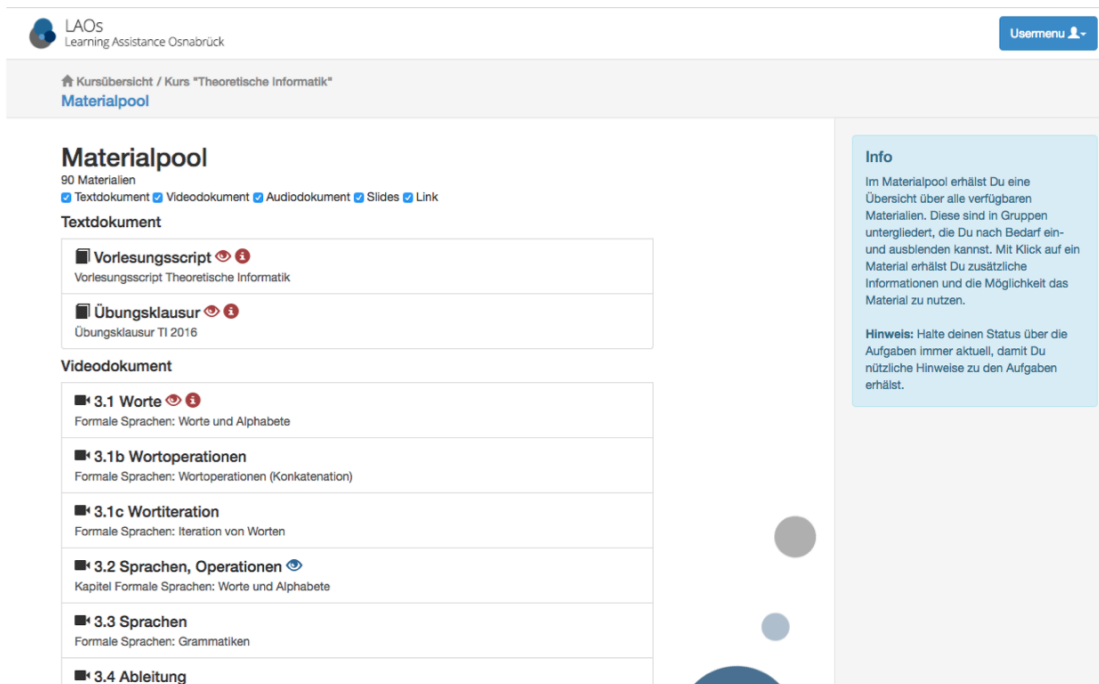 LAOs
Learning Assistance Osnabrück
Usermenu
Kursübersicht / Kurs "Theoretische Informatik"
Materialpool
Materialpool
90 Materialien
Textdokument Videodokument Audiodokument Slides Link
Textdokument
Vorlesungsscript
Vorlesungsscript Theoretische Informatik
Übungsklausur
Übungsklausur TI 2016
Videodokument
3.1 Worte
Formale Sprachen: Worte und Alphabete
3.1b Wortoperationen
Formale Sprachen: Wortoperationen (Konkatenation)
3.1c Wortiteration
Formale Sprachen: Iteration von Worten
3.2 Sprachen, Operationen
Kapitel Formale Sprachen: Worte und Alphabete
3.3 Sprachen
Formale Sprachen: Grammatiken
3.4 Ableitung
Info
Im Materialpool erhälst Du eine
Übersicht über alle verfügbaren
Materialien. Diese sind in Gruppen
untergliedert, die Du nach Bedarf ein-
und ausblenden kannst. Mit Klick auf ein
Material erhälst Du zusätzliche
Informationen und die Möglichkeit das
Material zu nutzen.
Hinweis: Halte deinen Status über die
Aufgaben immer aktuell, damit Du
nützliche Hinweise zu den Aufgaben
erhälst.